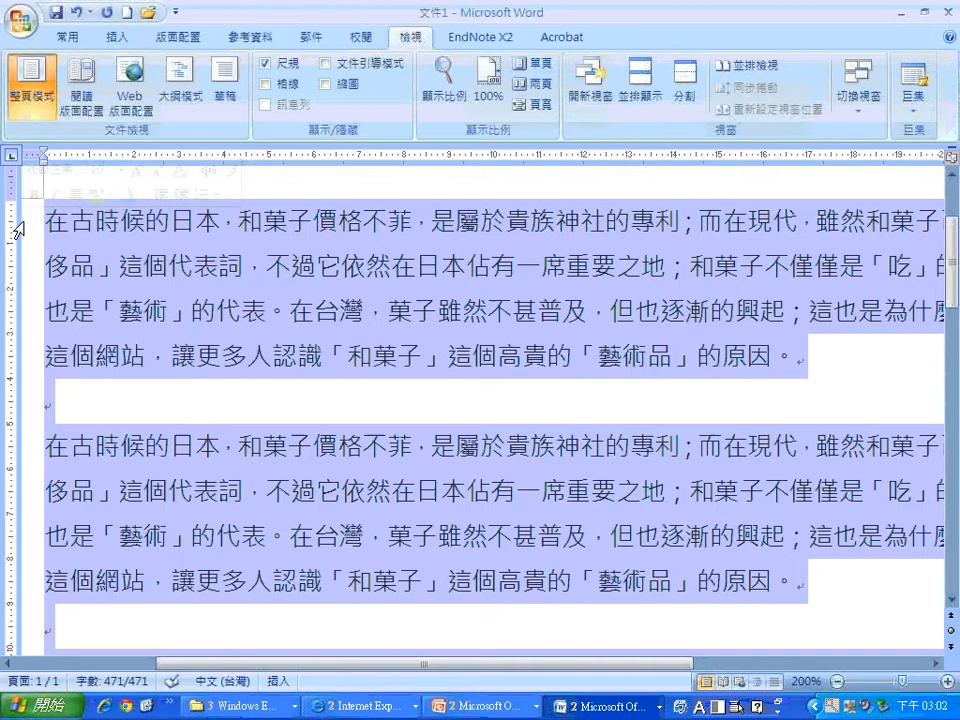 文件1 - Microsoft Word
常用 插入 版面配置 參考資料 郵件 校閱 檢視 EndNote X2 Acrobat
整頁模式 閱讀版面配置 Web版面配置 大綱模式 草稿
文件檢視
尺規 文件引導模式
格線 縮圖
訊息列
顯示/隱藏
顯示比例 100% 單頁 兩頁 頁寬
顯示比例
開新視窗 並排顯示 分割
並排檢視
同步捲動
重新設定視窗位置
切換視窗
視窗
巨集
巨集
在古時候的日本，和菓子價格不菲，是屬於貴族神社的專利；而在現代，雖然和菓子
侈品」這個代表詞，不過它依然在日本佔有一席重要之地；和菓子不僅僅是「吃」的
也是「藝術」的代表。在台灣，菓子雖然不甚普及，但也逐漸的興起；這也是為什麼
這個網站，讓更多人認識「和菓子」這個高貴的「藝術品」的原因。
在古時候的日本，和菓子價格不菲，是屬於貴族神社的專利；而在現代，雖然和菓子
侈品」這個代表詞，不過它依然在日本佔有一席重要之地；和菓子不僅僅是「吃」的
也是「藝術」的代表。在台灣，菓子雖然不甚普及，但也逐漸的興起；這也是為什麼
這個網站，讓更多人認識「和菓子」這個高貴的「藝術品」的原因。
頁面: 1/1 字數: 471/471 中文 (台灣) 插入 200%
開始 3 Windows E... 2 Internet Exp... 2 Microsoft O... 2 Microsoft Of... 下午 03:02